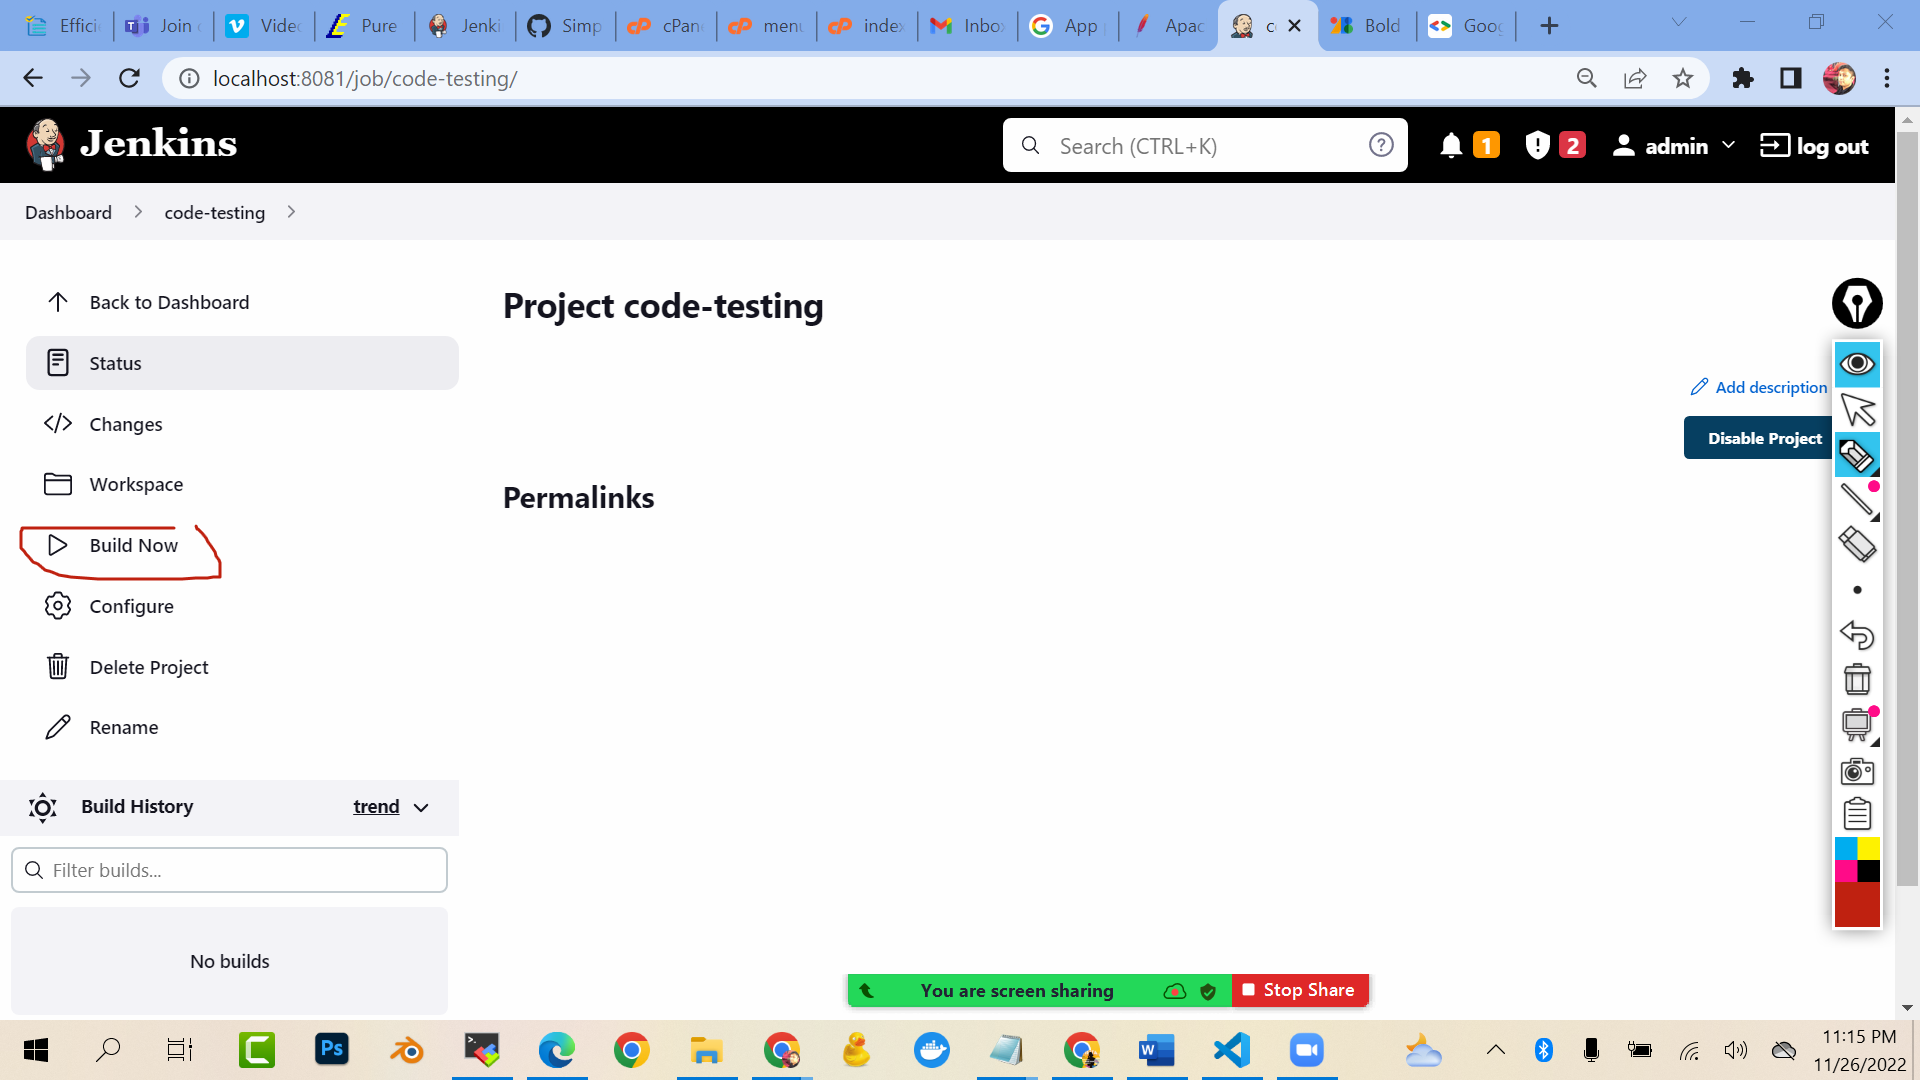 Effici
Join
Video
Pure
Jenki
Simp
cPan
menu
index
Inbox
App
Apac
c
Bold
Goog
localhost:8081/job/code-testing/
Jenkins
Search (CTRL+K)
1
2
admin
log out
Dashboard
code-testing
Back to Dashboard
Project code-testing
Status
Add description
Changes
Disable Project
Workspace
Permalinks
Build Now
Configure
Delete Project
Rename
Build History
trend
Filter builds...
No builds
You are screen sharing
Stop Share
Ps
11:15 PM
11/26/2022